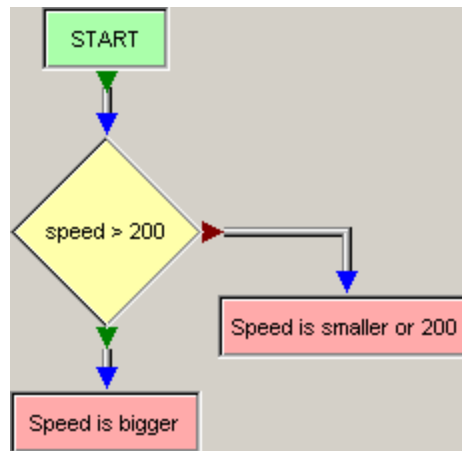 START
speed > 200
Speed is smaller or 200
Speed is bigger